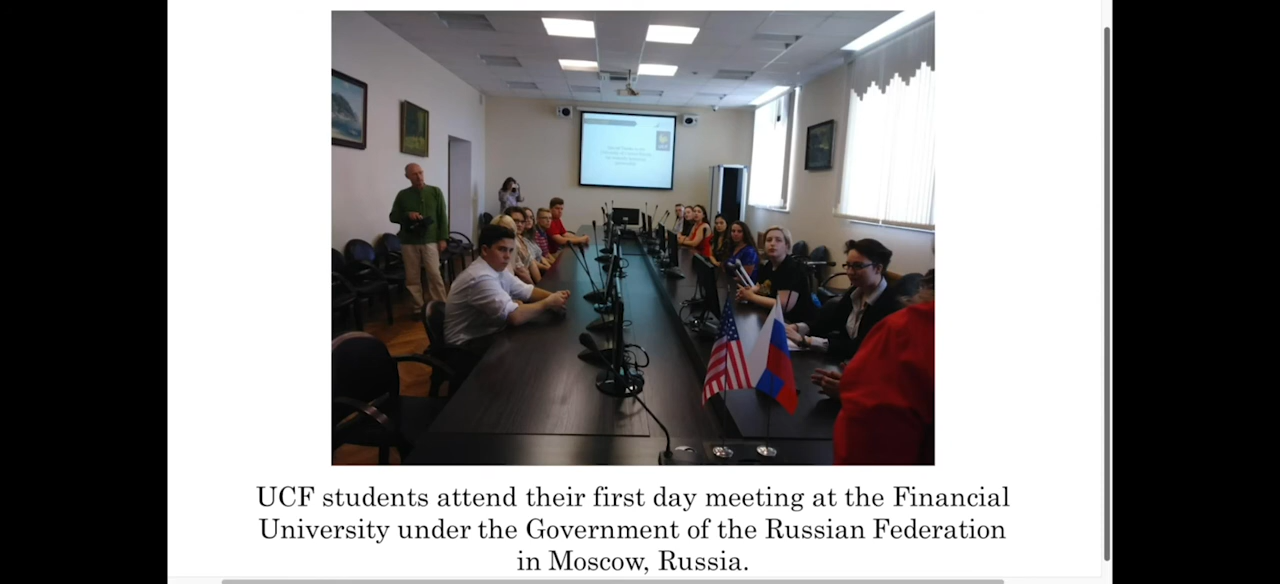 UCF students attend their first day meeting at the Financial
University under the Government of the Russian Federation
in Moscow, Russia.